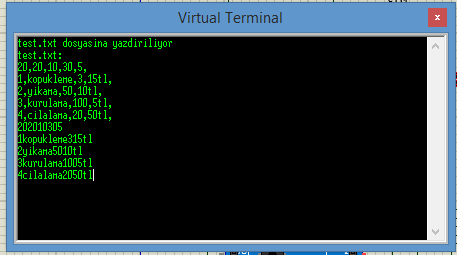 Virtual Terminal
test.txt dosyasina yazdiriliyor
test.txt:
20,20,10,30,5,
1,kopukleme,3,15tl,
2,yikama,50,10tl,
3,kurulama,100,5tl,
4,cilalama,20,50tl,
202010305
1kopukleme315tl
2yikama5010tl
3kurulama1005tl
4cilalama2050tl